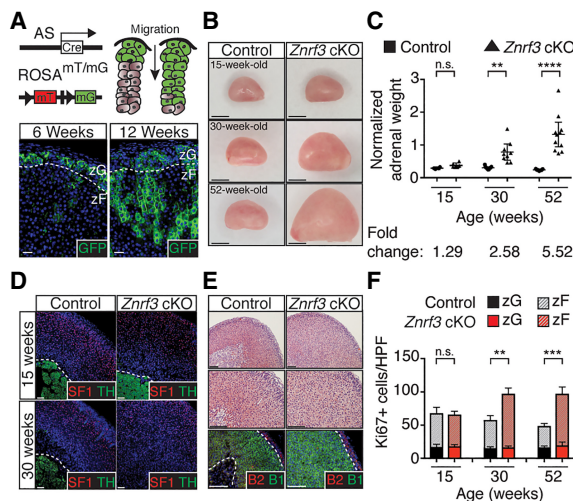 A
AS
Cre
ROSA mT/mG
mT mG
Migration
6 Weeks 12 Weeks
zG zG
zF zF
GFP GFP
B
Control Znrf3 cKO
15-week-old
30-week-old
52-week-old
C
Control Znrf3 cKO
n.s. ** ****
Normalized adrenal weight
4
3
2
1
0
15 30 52
Age (weeks)
Fold change: 1.29 2.58 5.52
D
Control Znrf3 cKO
15 weeks
SF1 TH SF1 TH
30 weeks
SF1 TH SF1 TH
E
Control Znrf3 cKO
B2 B1 B2 B1
F
Control zG zF
Znrf3 cKO zG zF
n.s. ** ***
Ki67+ cells/HPF
150
100
50
0
15 30 52
Age (weeks)